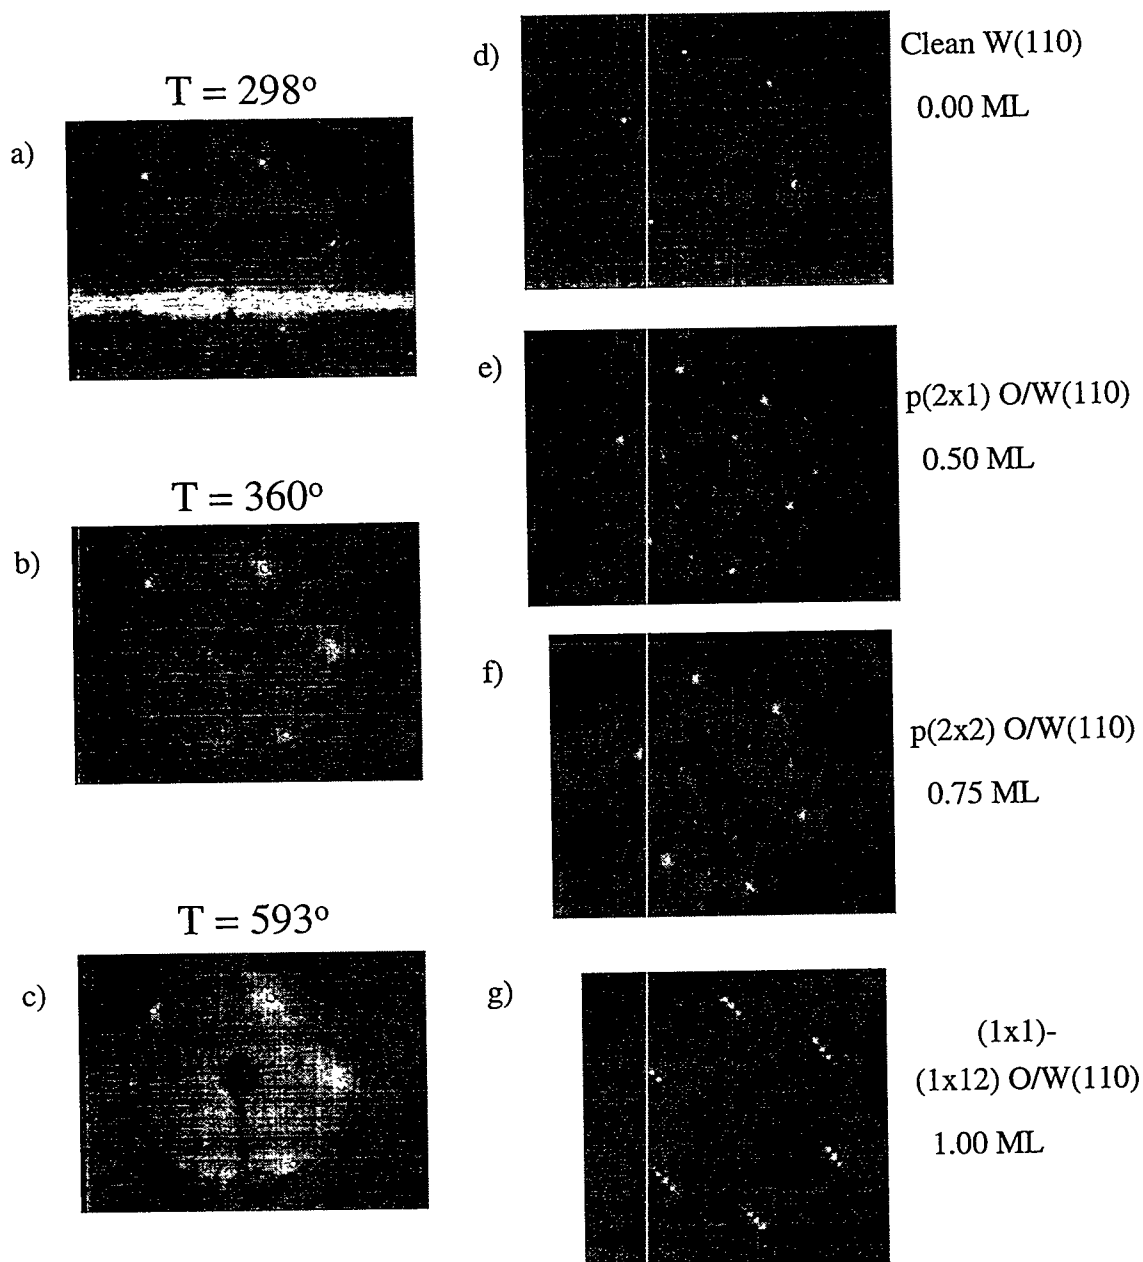 T = 298°
a)
T = 360°
b)
T = 593°
c)
d)
Clean W(110)
0.00 ML
e)
p(2x1) O/W(110)
0.50 ML
f)
p(2x2) O/W(110)
0.75 ML
g)
(1x1)-
(1x12) O/W(110)
1.00 ML